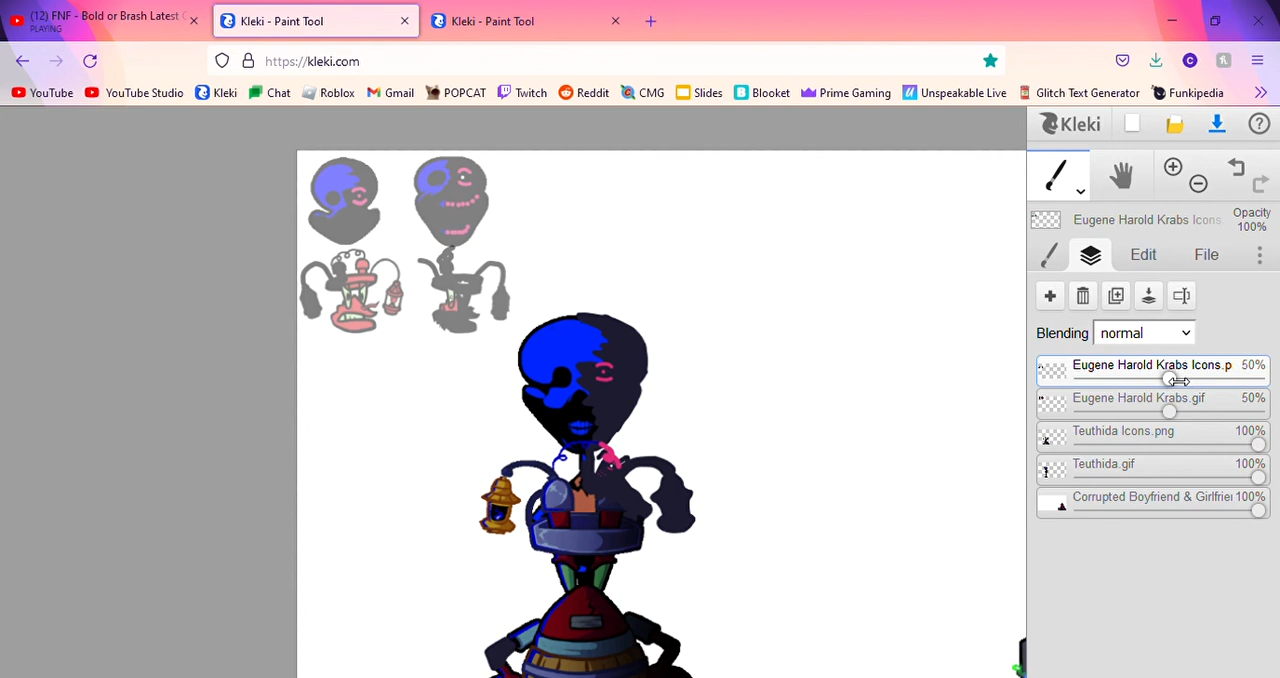 (12) FNF - Bold or Brash Latest
PLAYING
Kleki - Paint Tool
Kleki - Paint Tool
https://kleki.com
YouTube YouTube Studio Kleki Chat Roblox Gmail POPCAT Twitch Reddit CMG Slides Blooket Prime Gaming Unspeakable Live Glitch Text Generator Funkipedia
Kleki
Eugene Harold Krabs Icons. Opacity
100%
Edit File
Blending normal
Eugene Harold Krabs Icons.p 50%
Eugene Harold Krabs.gif 50%
Teuthida Icons.png 100%
Teuthida.gif 100%
Corrupted Boyfriend & Girlfrie 100%